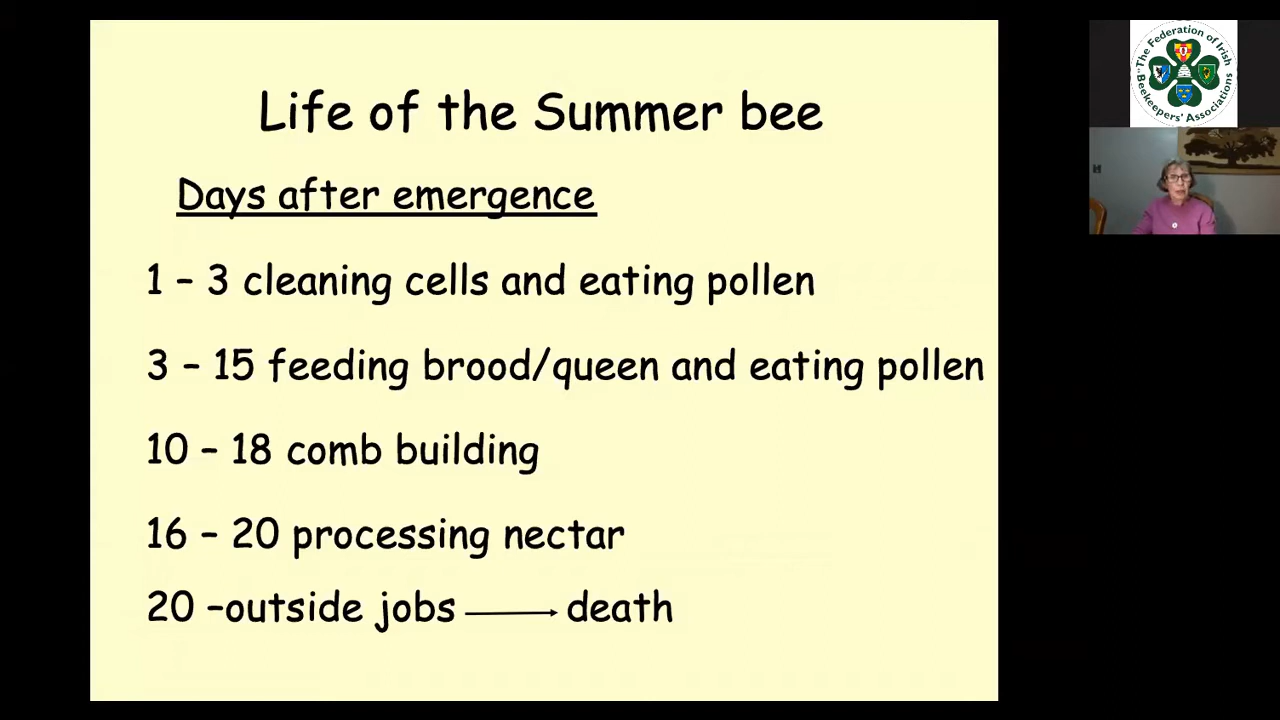 Life of the Summer bee
Days after emergence
1 – 3 cleaning cells and eating pollen
3 – 15 feeding brood/queen and eating pollen
10 – 18 comb building
16 – 20 processing nectar
20 –outside jobs → death
"The Federation of Irish
Beekeepers' Associations"